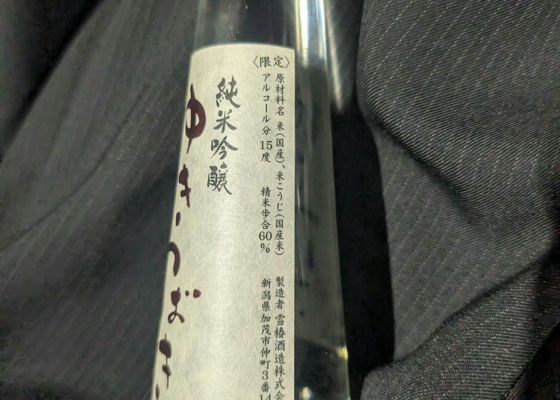 〈限定〉
原材料名 米(国産)、米こうじ(国産米)
アルコール分 15度 精米歩合60%
製造者 雪椿酒造株式会
新潟県加茂市仲町3番14
純米吟醸
ゆきつばき